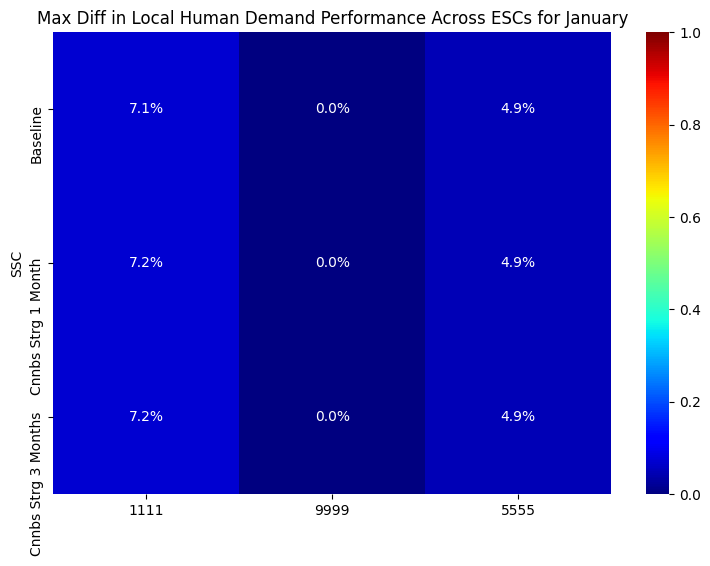 Max Diff in Local Human Demand Performance Across ESCs for January
SSC
Baseline
7.1% 0.0% 4.9%
Cnnbs Strg 1 Month
7.2% 0.0% 4.9%
Cnnbs Strg 3 Months
7.2% 0.0% 4.9%
1111 9999 5555
1.0
0.8
0.6
0.4
0.2
0.0